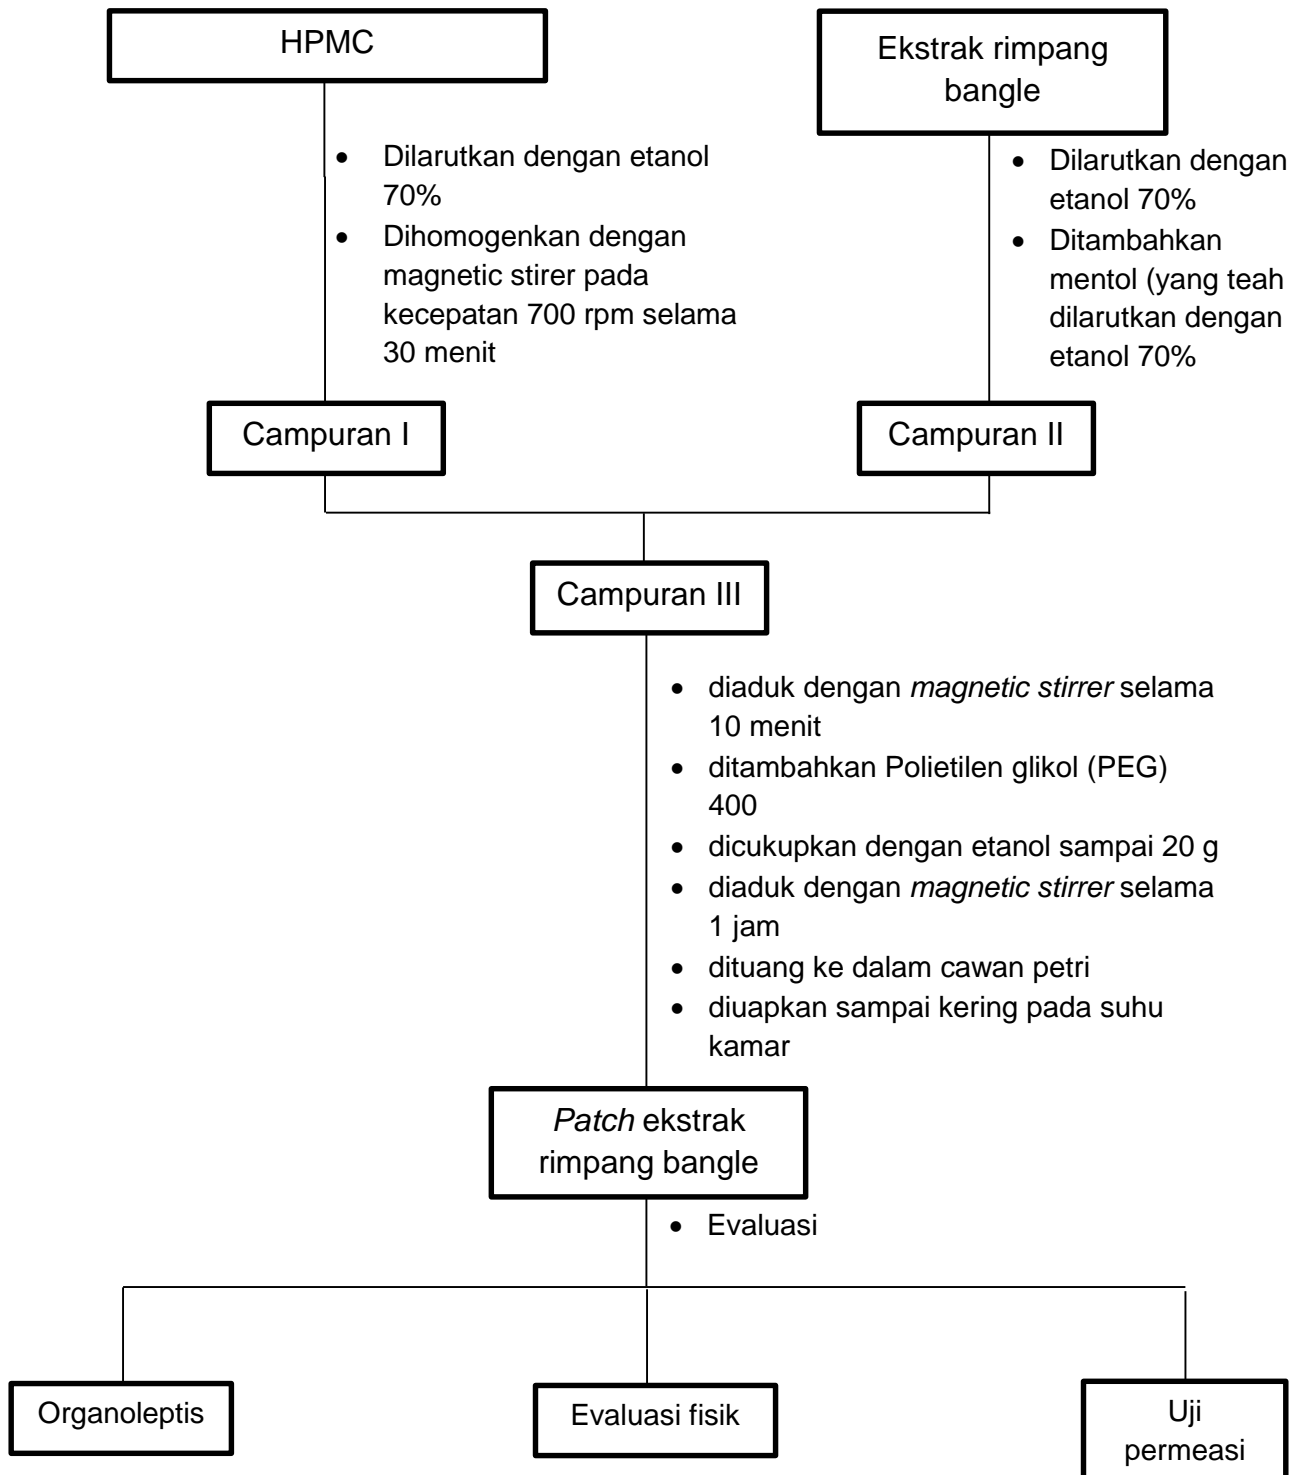 HPMC
Ekstrak rimpang
bangle
• Dilarutkan dengan etanol
70%
• Dihomogenkan dengan
magnetic stirer pada
kecepatan 700 rpm selama
30 menit
• Dilarutkan dengan
etanol 70%
• Ditambahkan
mentol (yang teah
dilarutkan dengan
etanol 70%
Campuran I
Campuran II
Campuran III
• diaduk dengan magnetic stirrer selama
10 menit
• ditambahkan Polietilen glikol (PEG)
400
• dicukupkan dengan etanol sampai 20 g
• diaduk dengan magnetic stirrer selama
1 jam
• dituang ke dalam cawan petri
• diuapkan sampai kering pada suhu
kamar
Patch ekstrak
rimpang bangle
• Evaluasi
Organoleptis
Evaluasi fisik
Uji
permeasi